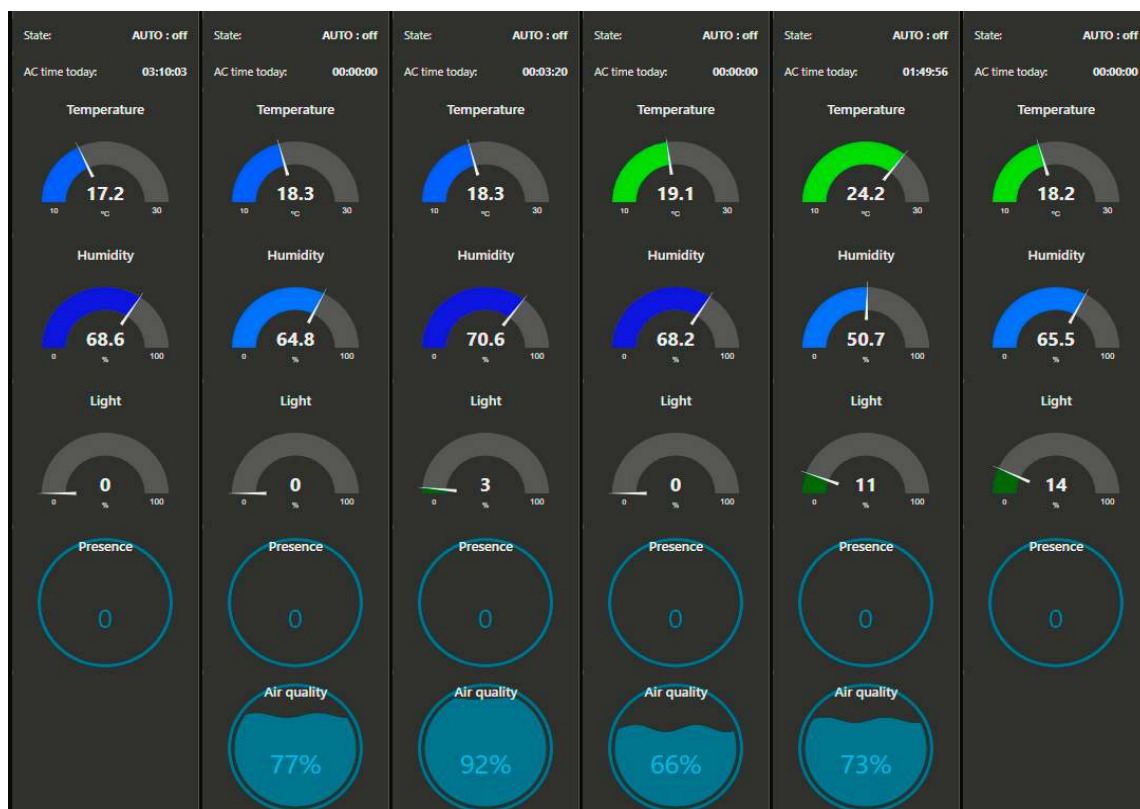 State: AUTO : off State: AUTO : off State: AUTO : off State: AUTO : off State: AUTO : off State: AUTO : off
AC time today: 03:10:03 AC time today: 00:00:00 AC time today: 00:03:20 AC time today: 00:00:00 AC time today: 01:49:56 AC time today: 00:00:00
Temperature Temperature Temperature Temperature Temperature Temperature
17.2 18.3 18.3 19.1 24.2 18.2
10 °C 30 10 °C 30 10 °C 30 10 °C 30 10 °C 30 10 °C 30
Humidity Humidity Humidity Humidity Humidity Humidity
68.6 64.8 70.6 68.2 50.7 65.5
0 % 100 0 % 100 0 % 100 0 % 100 0 % 100 0 % 100
Light Light Light Light Light Light
0 0 3 0 11 14
0 % 100 0 % 100 0 % 100 0 % 100 0 % 100 0 % 100
Presence Presence Presence Presence Presence Presence
0 0 0 0 0 0
Air quality Air quality Air quality Air quality
77% 92% 66% 73%